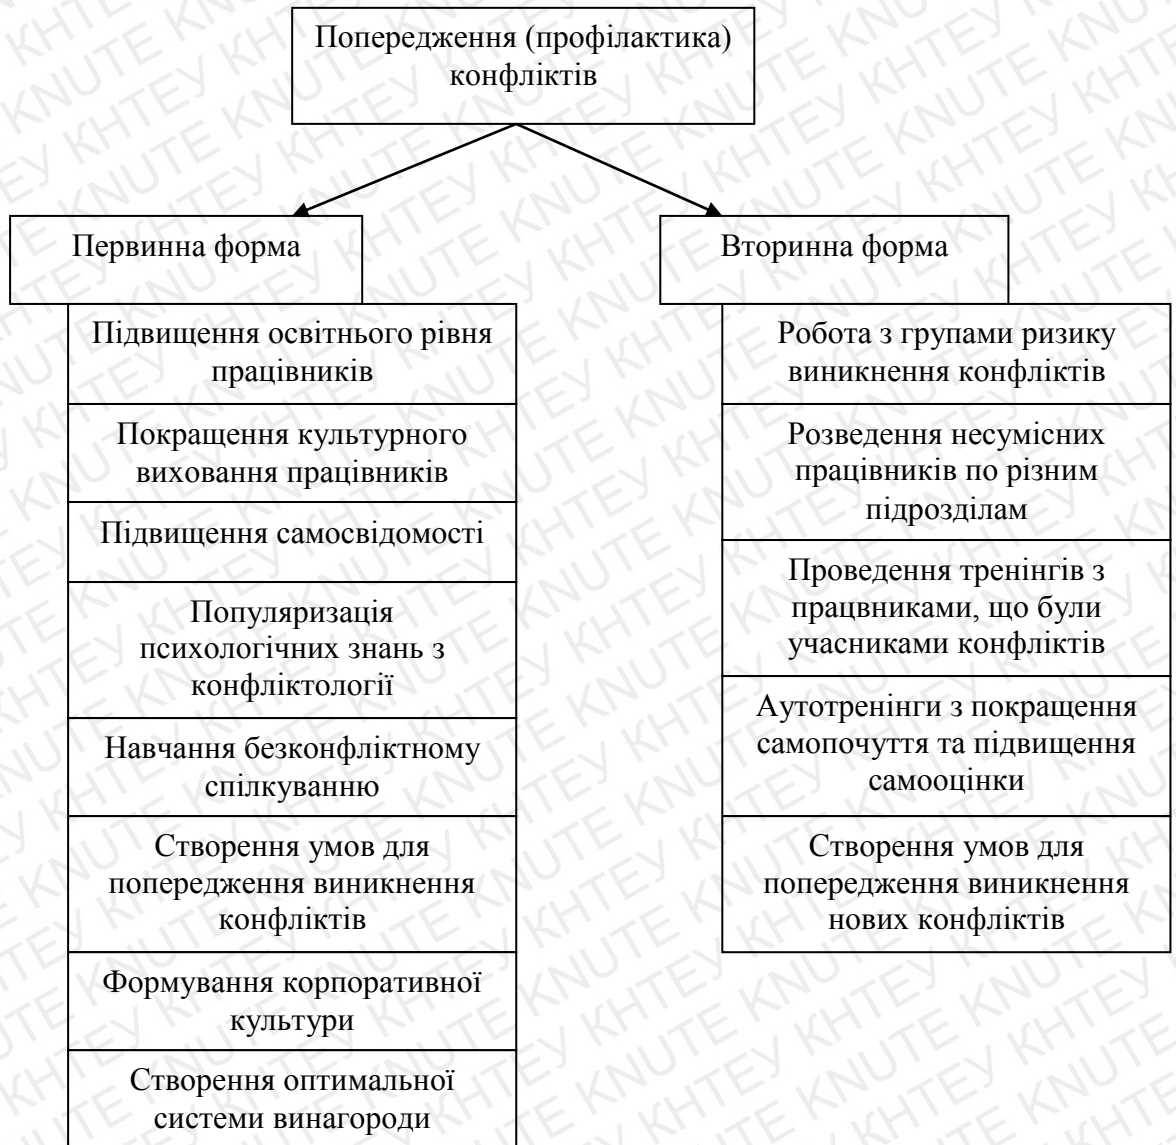 Попередження (профілактика)
конфліктів
Первинна форма
Підвищення освітнього рівня
працівників
Покращення культурного
виховання працівників
Підвищення самосвідомості
Популяризація
психологічних знань з
конфліктології
Навчання безконфліктному
спілкуванню
Створення умов для
попередження виникнення
конфліктів
Формування корпоративної
культури
Створення оптимальної
системи винагороди
Вторинна форма
Робота з групами ризику
виникнення конфліктів
Розведення несумісних
працівників по різним
підрозділам
Проведення тренінгів з
працвниками, що були
учасниками конфліктів
Аутотренінги з покращення
самопочуття та підвищення
самооцінки
Створення умов для
попередження виникнення
нових конфліктів
КНТЕУ KNUTE